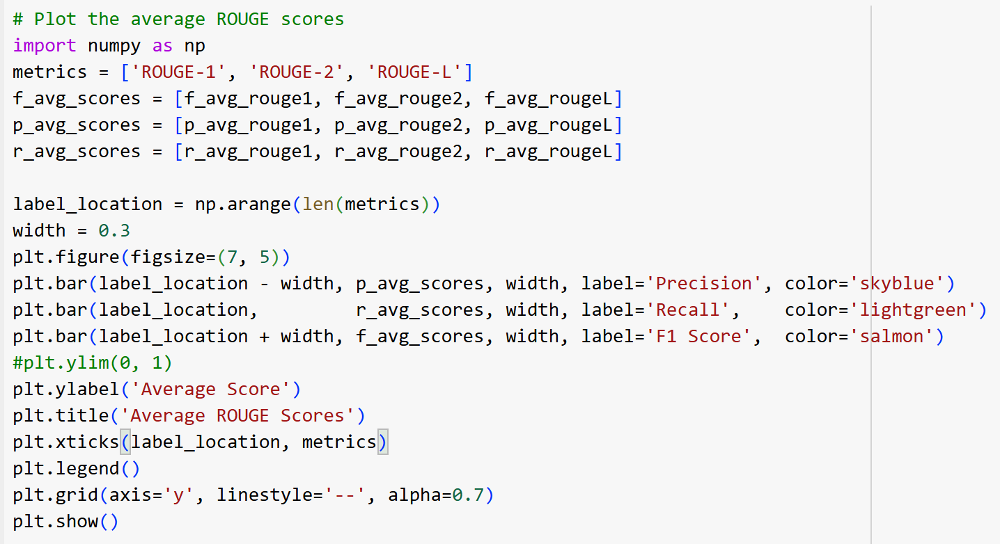 # Plot the average ROUGE scores
import numpy as np
metrics = ['ROUGE-1', 'ROUGE-2', 'ROUGE-L']
f_avg_scores = [f_avg_rouge1, f_avg_rouge2, f_avg_rougeL]
p_avg_scores = [p_avg_rouge1, p_avg_rouge2, p_avg_rougeL]
r_avg_scores = [r_avg_rouge1, r_avg_rouge2, r_avg_rougeL]

label_location = np.arange(len(metrics))
width = 0.3
plt.figure(figsize=(7, 5))
plt.bar(label_location - width, p_avg_scores, width, label='Precision', color='skyblue')
plt.bar(label_location,         r_avg_scores, width, label='Recall',    color='lightgreen')
plt.bar(label_location + width, f_avg_scores, width, label='F1 Score',  color='salmon')
#plt.ylim(0, 1)
plt.ylabel('Average Score')
plt.title('Average ROUGE Scores')
plt.xticks(label_location, metrics)
plt.legend()
plt.grid(axis='y', linestyle='--', alpha=0.7)
plt.show()